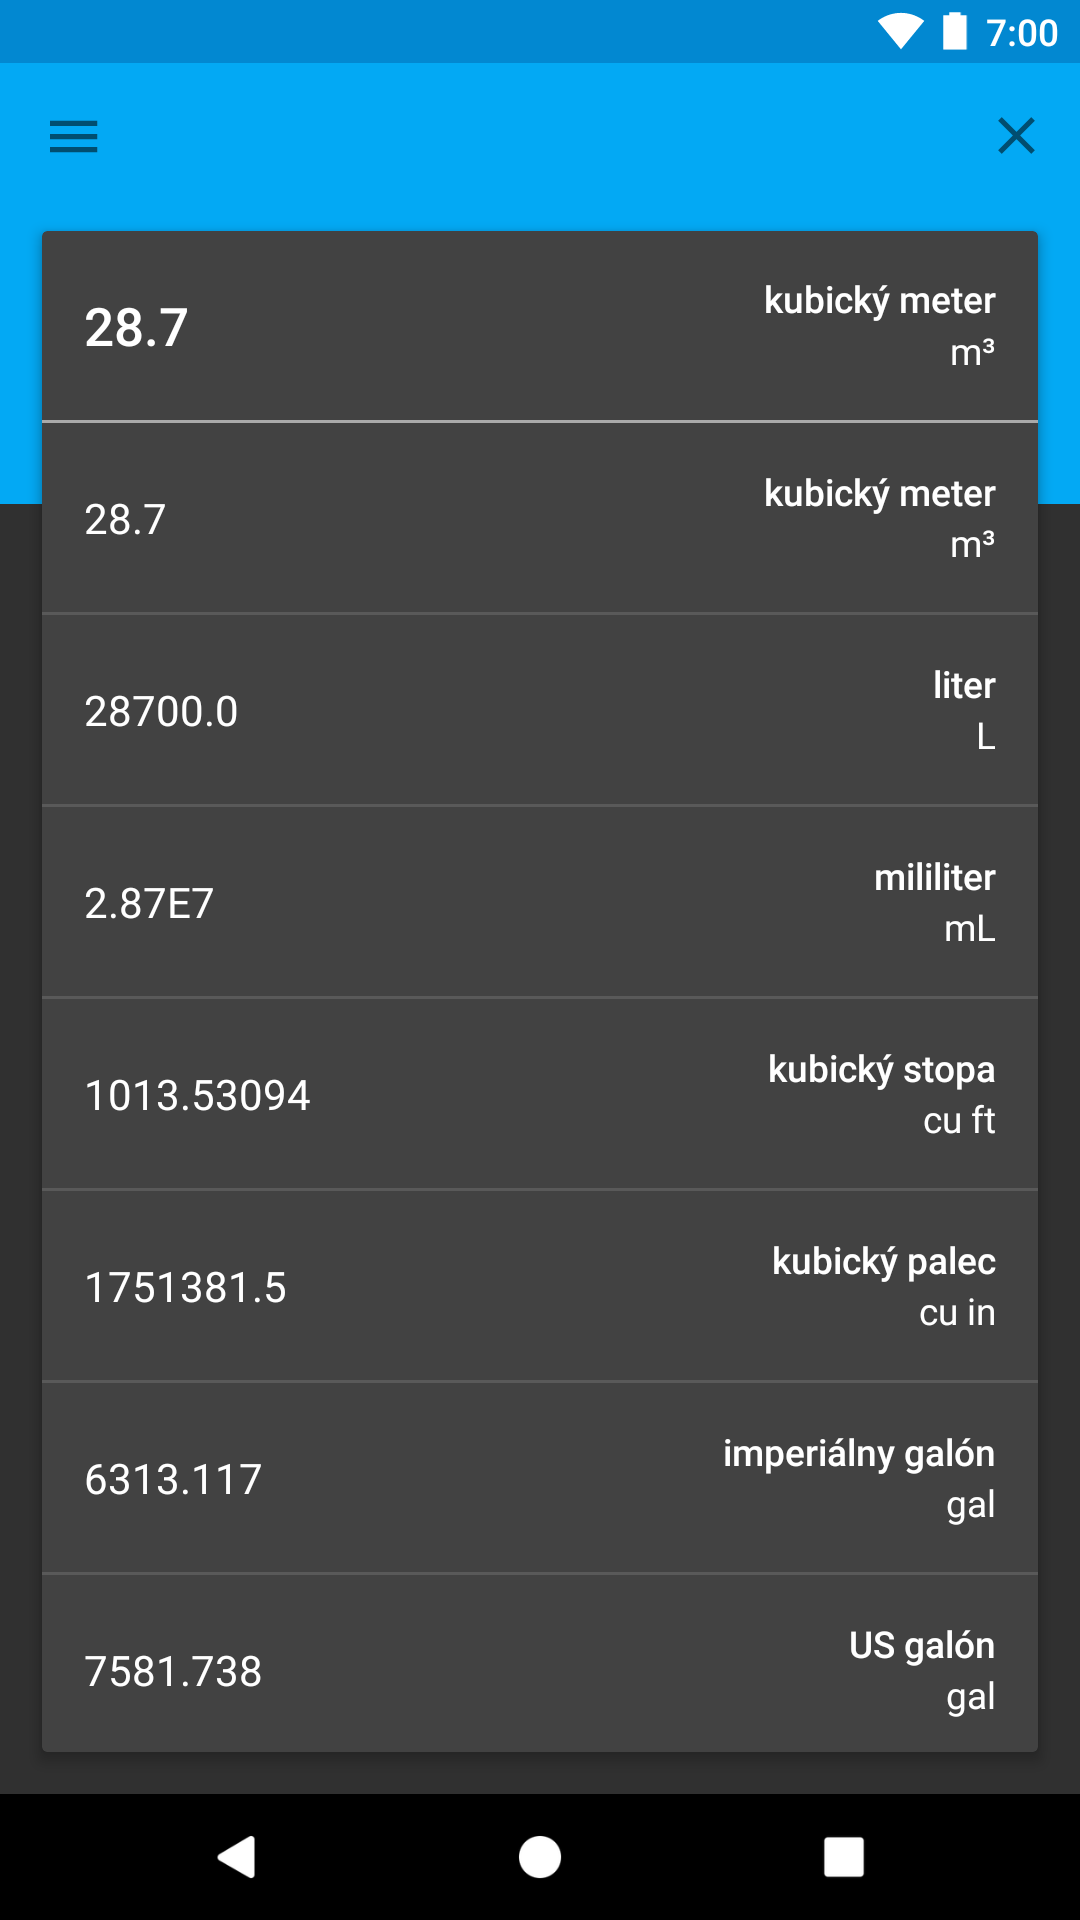 7:00
28.7
kubický meter
m³
28.7
kubický meter
m³
28700.0
liter
L
2.87E7
mililiter
mL
1013.53094
kubický stopa
cu ft
1751381.5
kubický palec
cu in
6313.117
imperiálny galón
gal
7581.738
US galón
gal